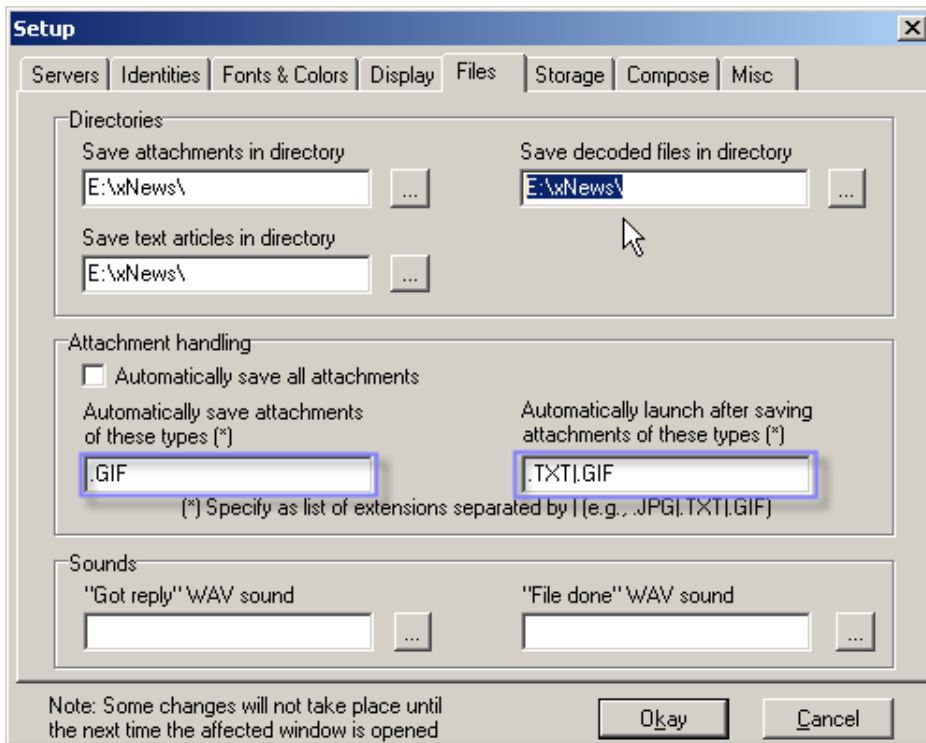 Setup
Servers Identities Fonts & Colors Display Files Storage Compose Misc
Directories
Save attachments in directory
E:\xNews\
...
Save decoded files in directory
E:\xNews\
...
Save text articles in directory
E:\xNews\
...
Attachment handling
Automatically save all attachments
Automatically save attachments
of these types (*)
.GIF
Automatically launch after saving
attachments of these types (*)
.TXT|.GIF
(*) Specify as list of extensions separated by | (e.g., .JPG|.TXT|.GIF)
Sounds
"Got reply" WAV sound
...
"File done" WAV sound
...
Note: Some changes will not take place until
the next time the affected window is opened
Okay
Cancel